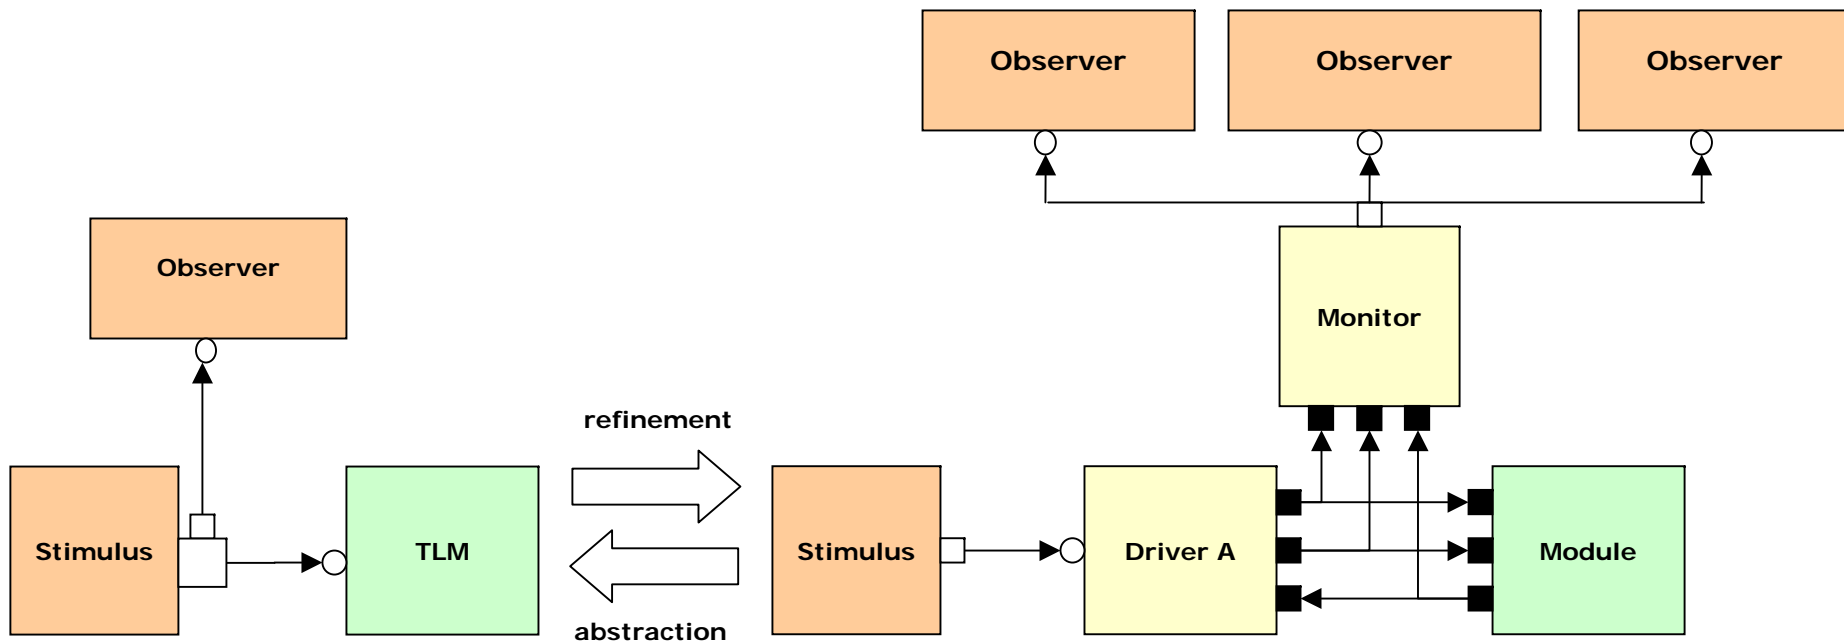 Observer
Observer
Observer
Observer
Monitor
refinement
Stimulus
TLM
Stimulus
Driver A
Module
abstraction